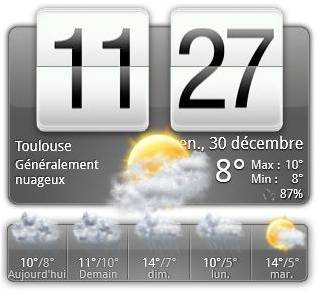 11 27
Toulouse
en., 30 décembre
Généralement
nuageux
8°
Max : 10°
Min : 8°
87%
10°/8° 11°/10° 14°/7° 10°/5° 14°/5°
Aujourd'hui Demain dim. lun. mar.